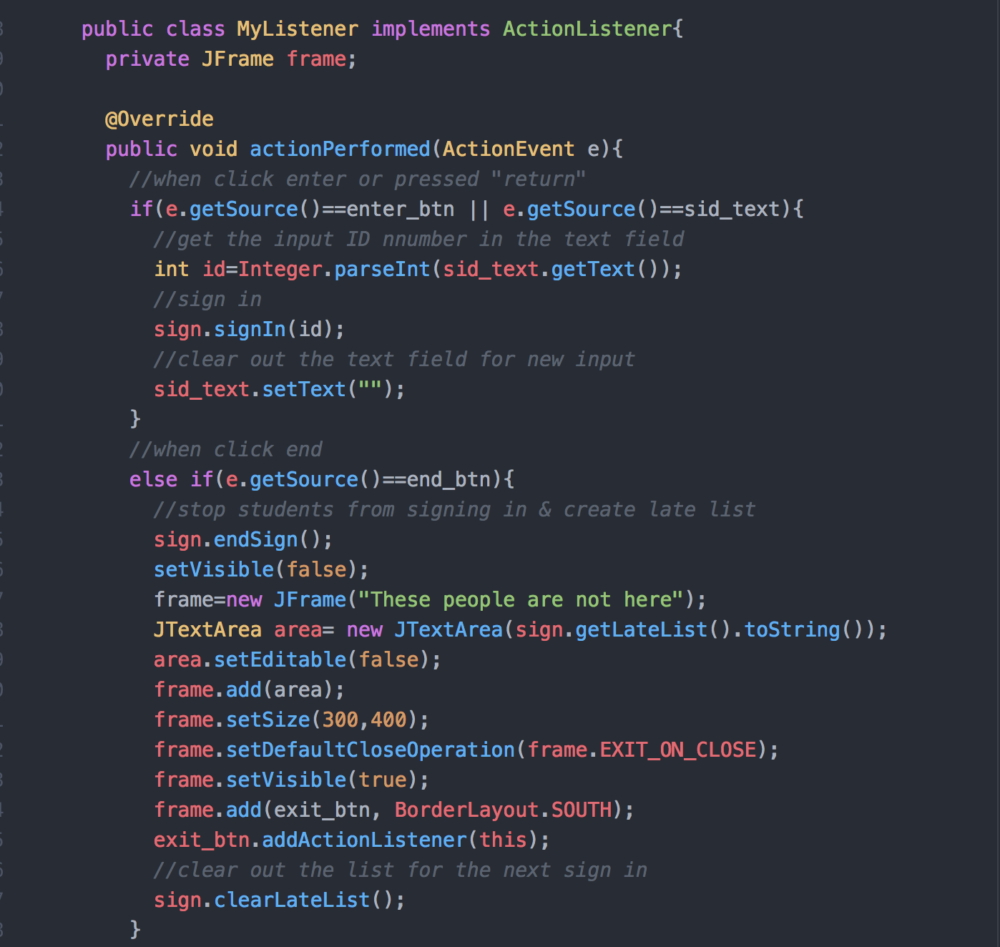 public class MyListener implements ActionListener{
private JFrame frame;
@Override
public void actionPerformed(ActionEvent e){
//when click enter or pressed "return"
if(e.getSource()==enter_btn || e.getSource()==sid_text){
//get the input ID nnumber in the text field
int id=Integer.parseInt(sid_text.getText());
//sign in
sign.signIn(id);
//clear out the text field for new input
sid_text.setText("");
}
//when click end
else if(e.getSource()==end_btn){
//stop students from signing in & create late list
sign.endSign();
setVisible(false);
frame=new JFrame("These people are not here");
JTextArea area= new JTextArea(sign.getLateList().toString());
area.setEditable(false);
frame.add(area);
frame.setSize(300,400);
frame.setDefaultCloseOperation(frame.EXIT_ON_CLOSE);
frame.setVisible(true);
frame.add(exit_btn, BorderLayout.SOUTH);
exit_btn.addActionListener(this);
//clear out the list for the next sign in
sign.clearLateList();
}